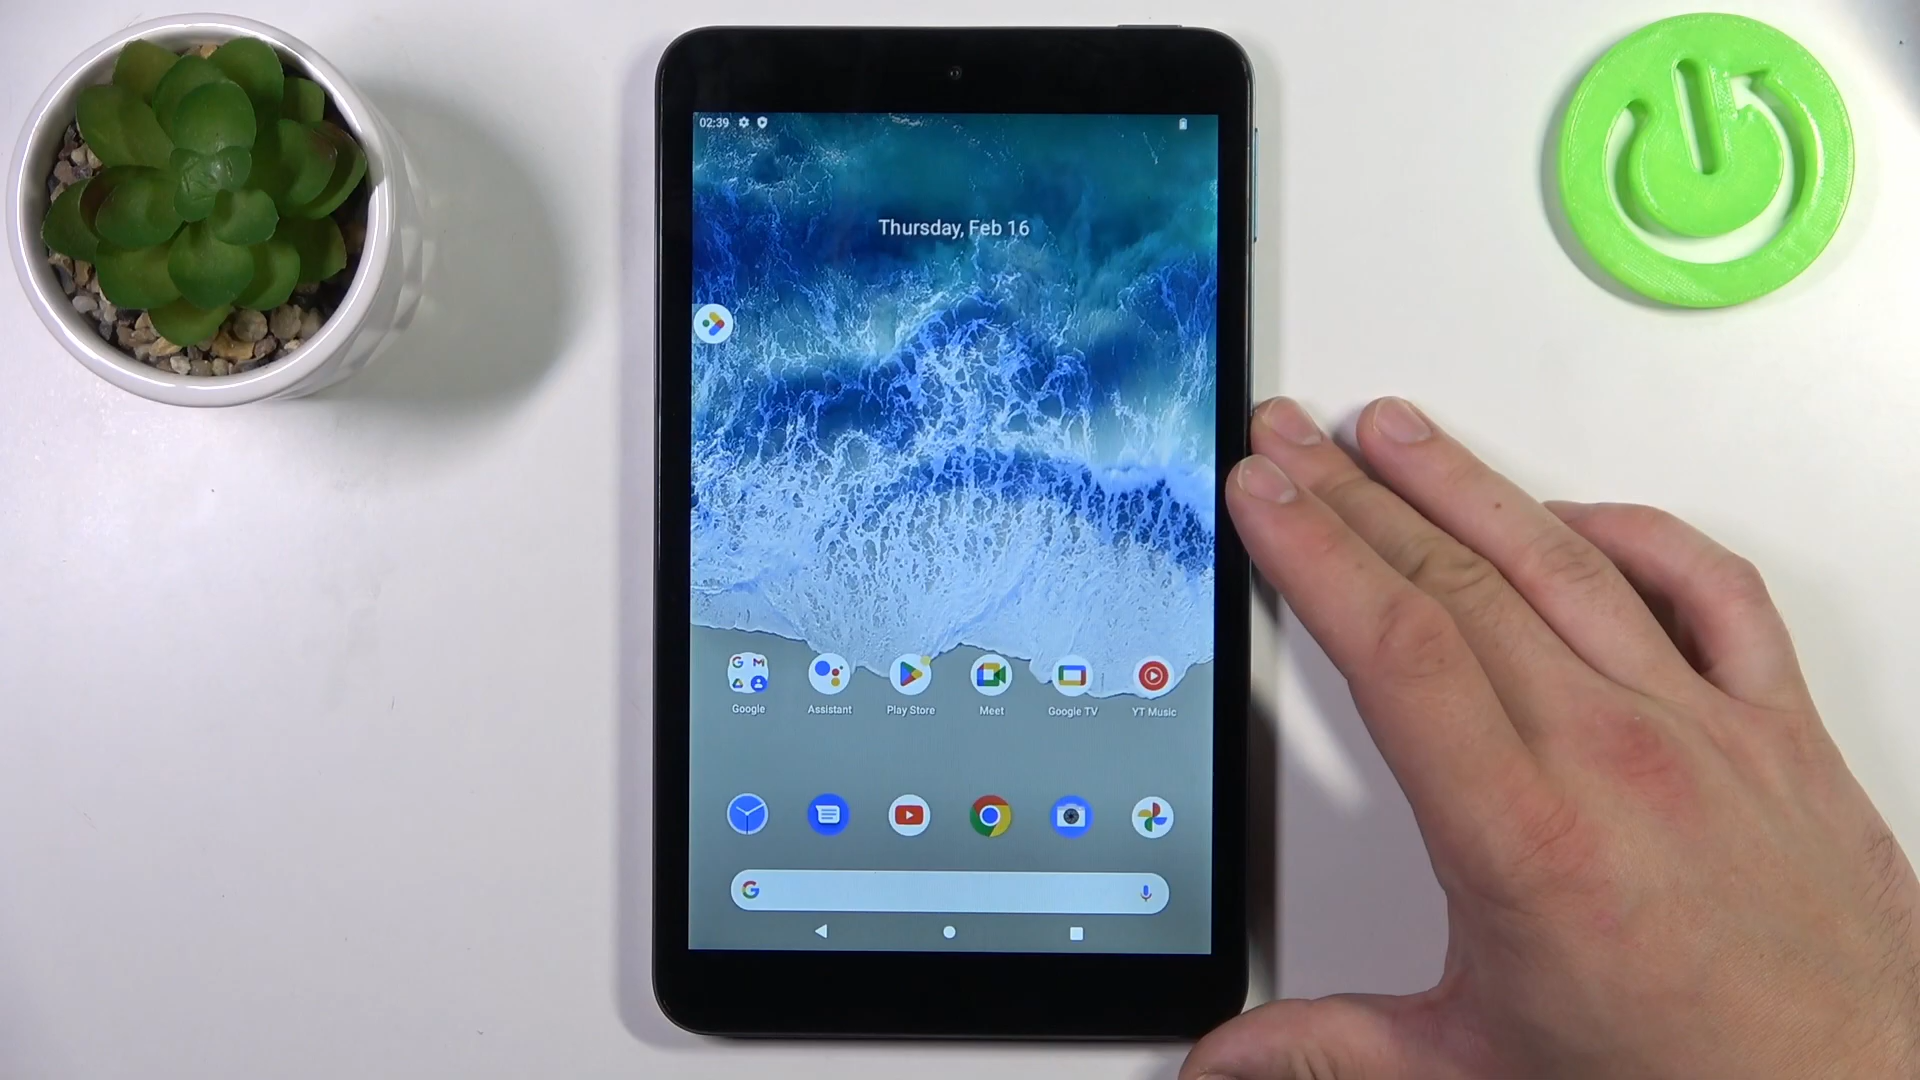 02:39
Thursday, Feb 16
Google
Assistant
Play Store
Meet
Google TV
YT Music